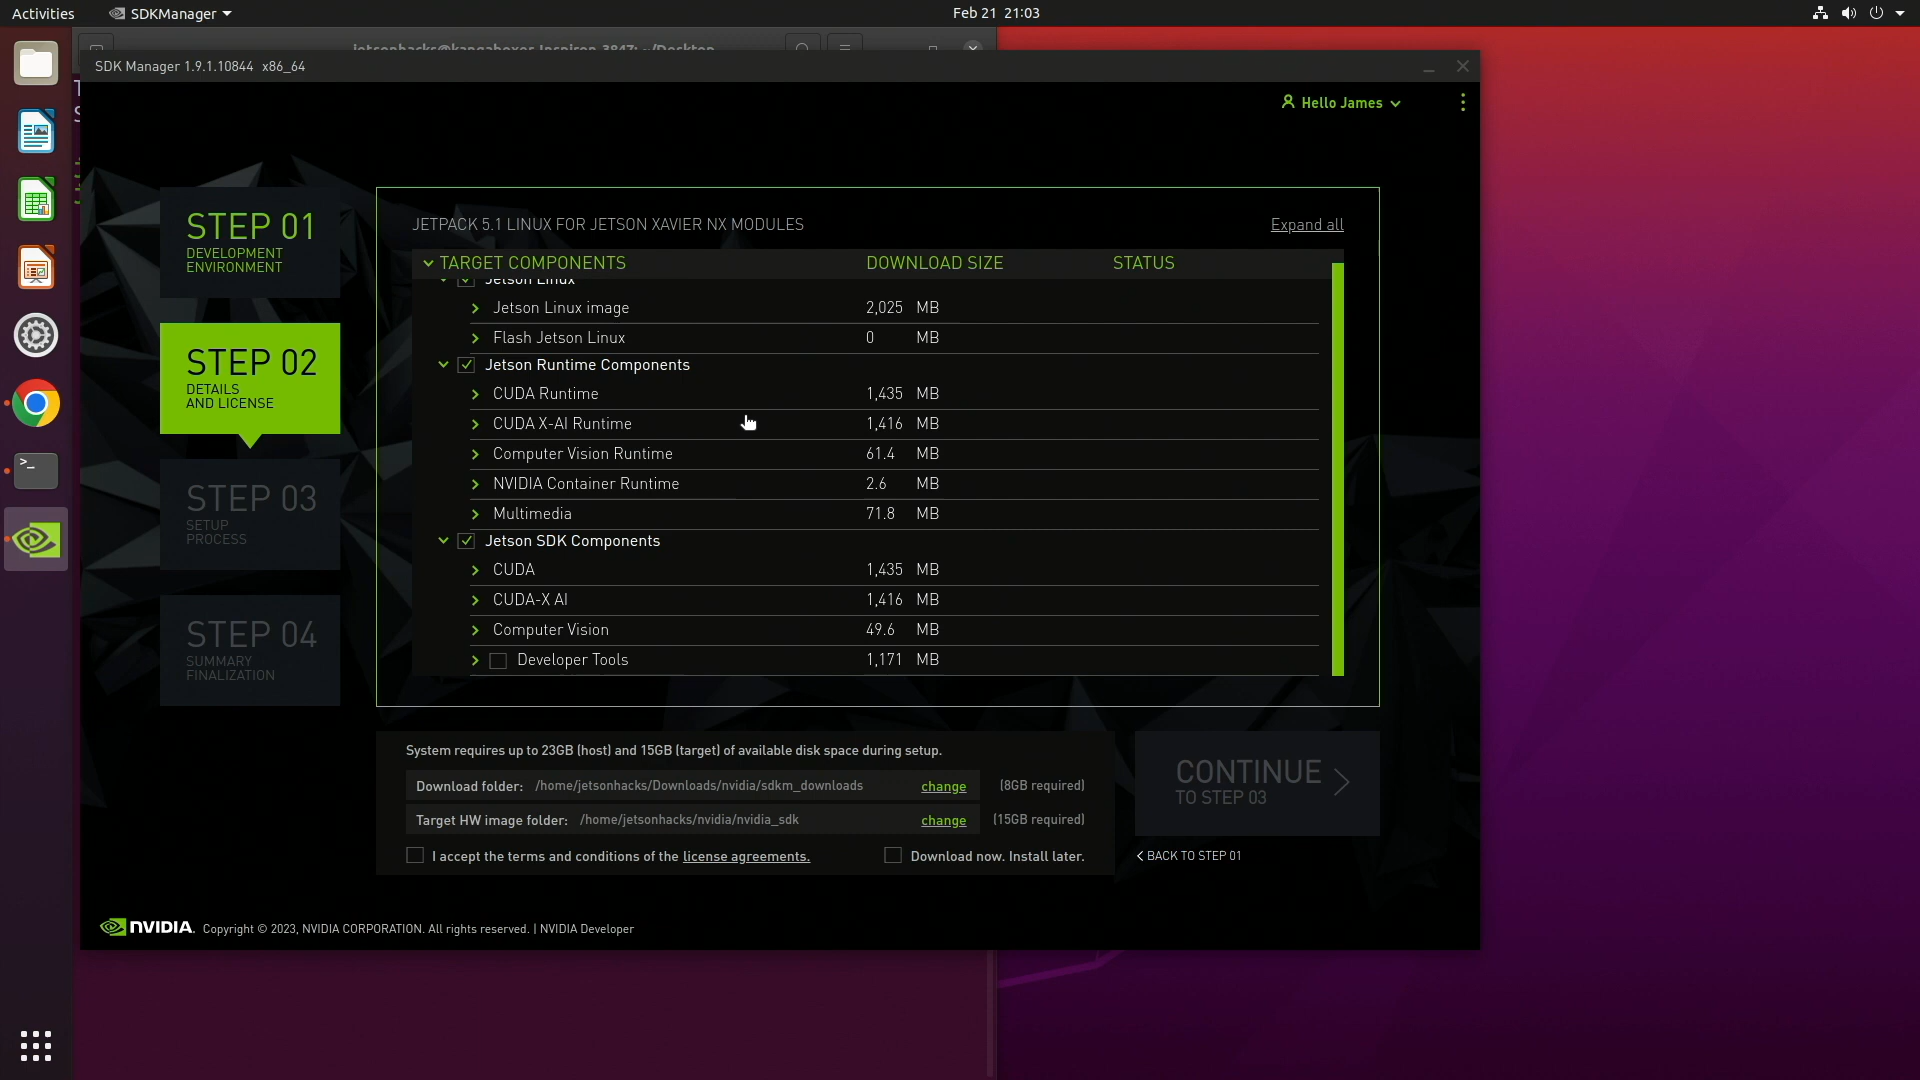 Activities
SDKManager
Feb 21 21:03
jetsonhacks@kangaboxer-Inspiron-3847: ~/Desktop
SDK Manager 1.9.1.10844 x86_64
Hello James
STEP 01
DEVELOPMENT
ENVIRONMENT
STEP 02
DETAILS
AND LICENSE
STEP 03
SETUP
PROCESS
STEP 04
SUMMARY
FINALIZATION
JETPACK 5.1 LINUX FOR JETSON XAVIER NX MODULES
Expand all
TARGET COMPONENTS DOWNLOAD SIZE STATUS
Jetson Linux
Jetson Linux image 2,025 MB
Flash Jetson Linux 0 MB
Jetson Runtime Components
CUDA Runtime 1,435 MB
CUDA X-AI Runtime 1,416 MB
Computer Vision Runtime 61.4 MB
NVIDIA Container Runtime 2.6 MB
Multimedia 71.8 MB
Jetson SDK Components
CUDA 1,435 MB
CUDA-X AI 1,416 MB
Computer Vision 49.6 MB
Developer Tools 1,171 MB
System requires up to 23GB (host) and 15GB (target) of available disk space during setup.
Download folder: /home/jetsonhacks/Downloads/nvidia/sdkm_downloads change (8GB required)
Target HW image folder: /home/jetsonhacks/nvidia/nvidia_sdk change (15GB required)
I accept the terms and conditions of the license agreements. Download now. Install later.
CONTINUE
TO STEP 03
BACK TO STEP 01
NVIDIA. Copyright © 2023, NVIDIA CORPORATION. All rights reserved. | NVIDIA Developer